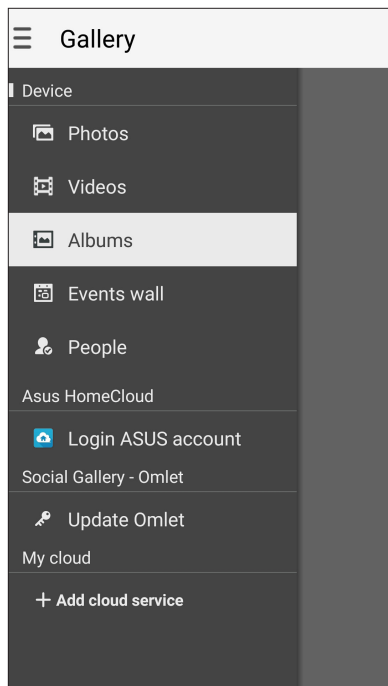 Gallery
Device
Photos
Videos
Albums
Events wall
People
Asus HomeCloud
Login ASUS account
Social Gallery - Omlet
Update Omlet
My cloud
+ Add cloud service